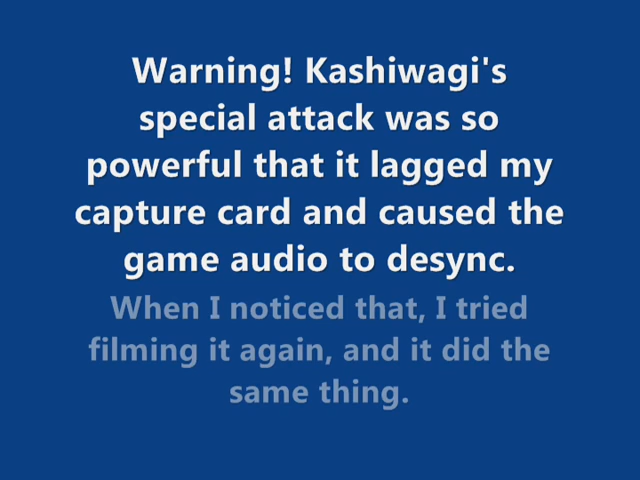 Warning! Kashiwagi's
special attack was so
powerful that it lagged my
capture card and caused the
game audio to desync.
When I noticed that, I tried
filming it again, and it did the
same thing.